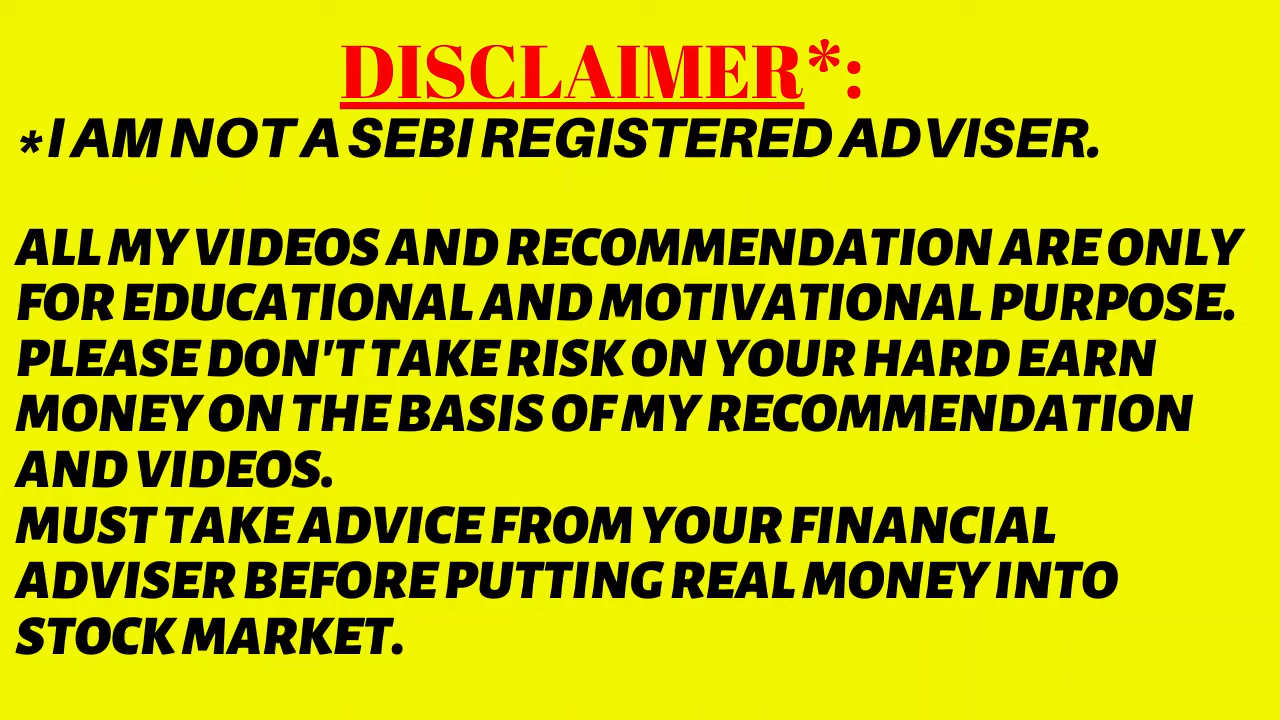 DISCLAIMER*:
*I AM NOT A SEBI REGISTERED ADVISER.
ALL MY VIDEOS AND RECOMMENDATION ARE ONLY
FOR EDUCATIONAL AND MOTIVATIONAL PURPOSE.
PLEASE DON'T TAKE RISK ON YOUR HARD EARN
MONEY ON THE BASIS OF MY RECOMMENDATION
AND VIDEOS.
MUST TAKE ADVICE FROM YOUR FINANCIAL
ADVISER BEFORE PUTTING REAL MONEY INTO
STOCK MARKET.